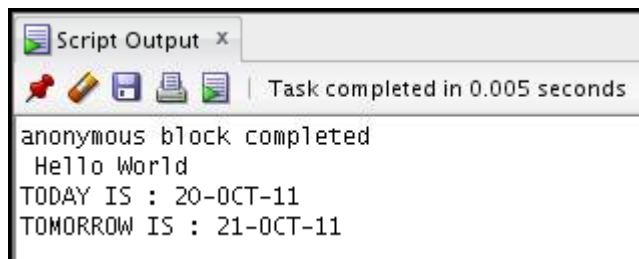 Script Output x
Task completed in 0.005 seconds
anonymous block completed
Hello World
TODAY IS : 20-OCT-11
TOMORROW IS : 21-OCT-11